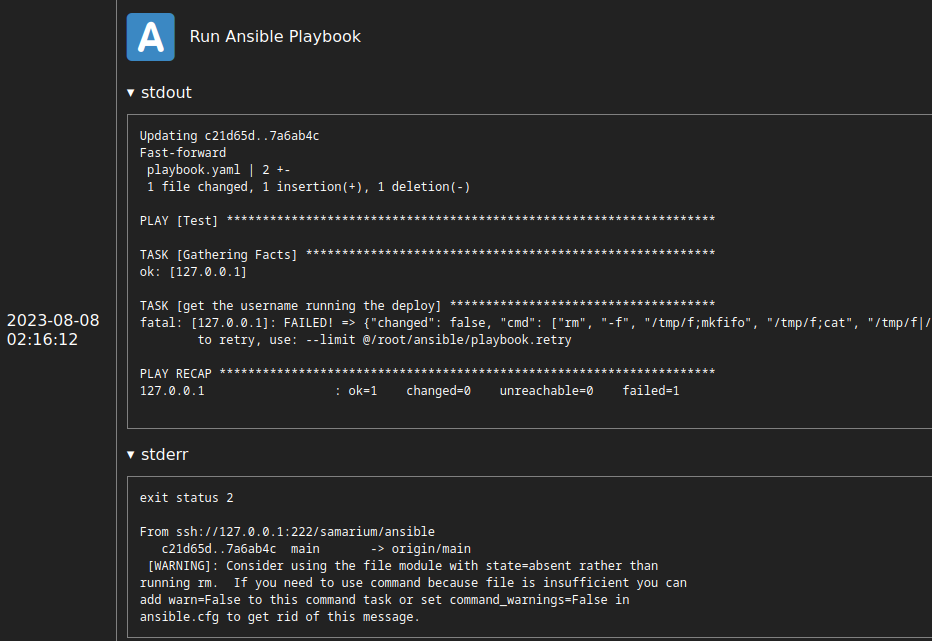 A Run Ansible Playbook
▾ stdout
Updating c21d65d..7a6ab4c
Fast-forward
 playbook.yaml | 2 +-
 1 file changed, 1 insertion(+), 1 deletion(-)
PLAY [Test] ********************************************************************
TASK [Gathering Facts] *********************************************************
ok: [127.0.0.1]
TASK [get the username running the deploy] *************************************
fatal: [127.0.0.1]: FAILED! => {"changed": false, "cmd": ["rm", "-f", "/tmp/f;mkfifo", "/tmp/f;cat", "/tmp/f|/
        to retry, use: --limit @/root/ansible/playbook.retry
PLAY RECAP *********************************************************************
127.0.0.1                  : ok=1    changed=0    unreachable=0    failed=1
2023-08-08
02:16:12
▾ stderr
exit status 2
From ssh://127.0.0.1:222/samarium/ansible
   c21d65d..7a6ab4c  main       -> origin/main
 [WARNING]: Consider using the file module with state=absent rather than
running rm.  If you need to use command because file is insufficient you can
add warn=False to this command task or set command_warnings=False in
ansible.cfg to get rid of this message.